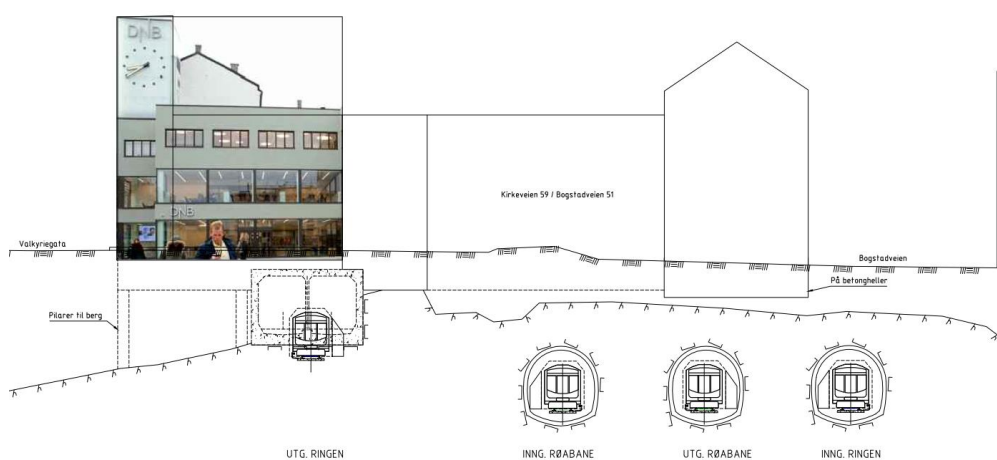 DNB
DNB
Kirkeveien 59 / Bogstadveien 51
Valkyriegata
Bogstadveien
På betongheller
Pilarer til berg
UTG. RINGEN
INNG. RØABANE
UTG. RØABANE
INNG. RINGEN